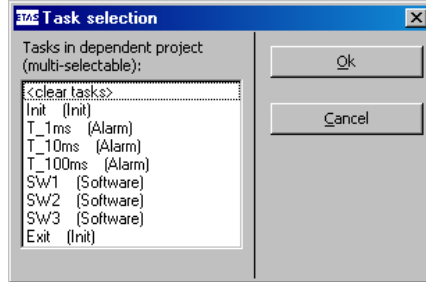 ETAS Task selection
Tasks in dependent project
(multi-selectable):
<clear tasks>
Init (Init)
T_1ms (Alarm)
T_10ms (Alarm)
T_100ms (Alarm)
SW1 (Software)
SW2 (Software)
SW3 (Software)
Exit (Init)
Ok
Cancel